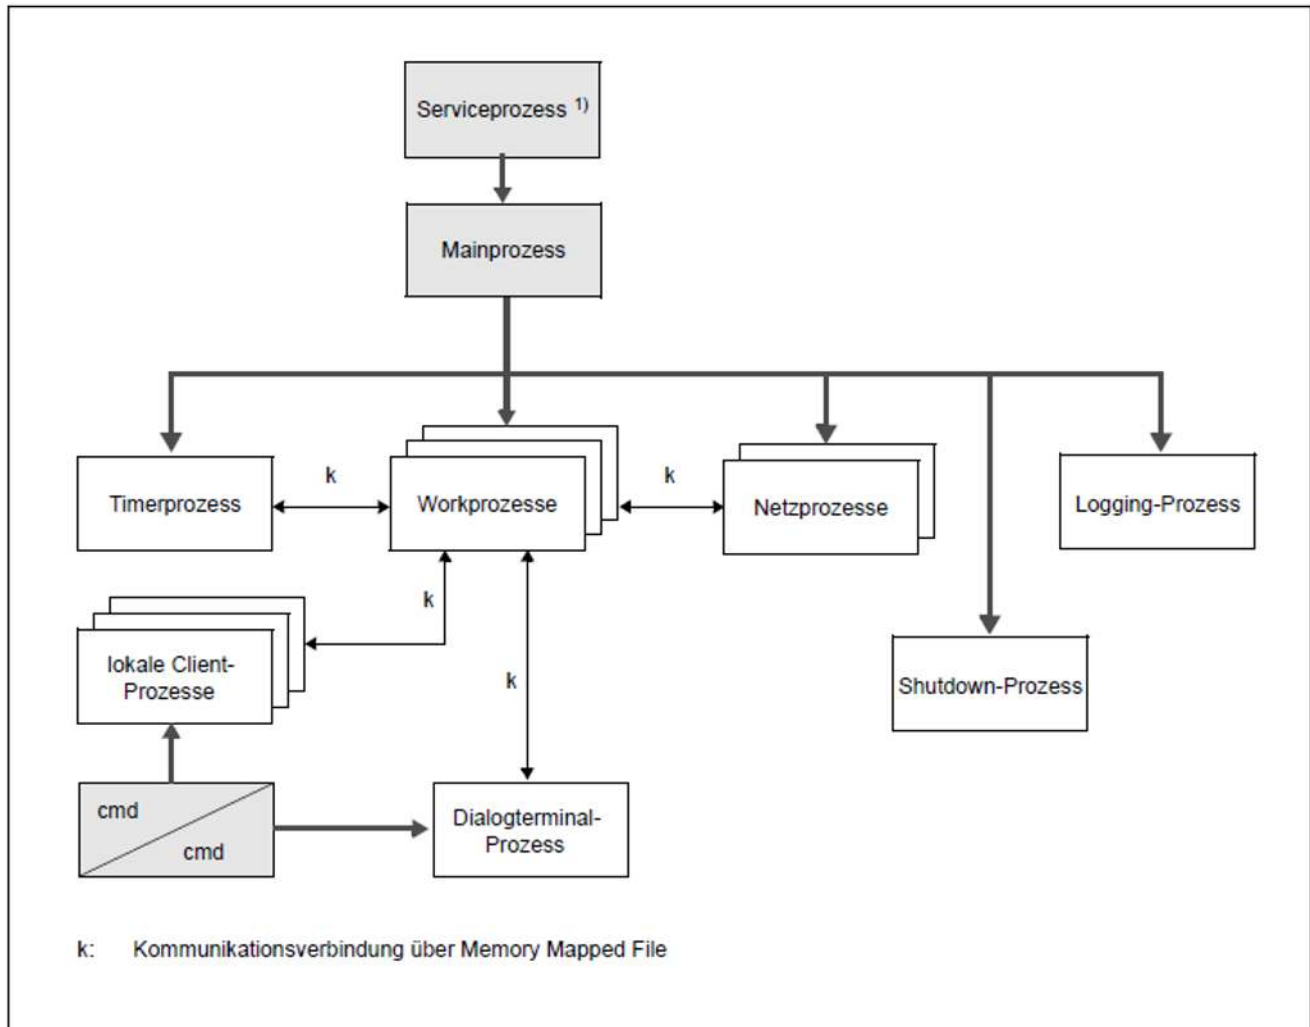 Serviceprozess 1)
Mainprozess
k
k
Timerprozess
Workprozesse
Netzprozesse
Logging-Prozess
k
lokale Client-
Prozesse
k
Shutdown-Prozess
cmd
cmd
Dialogterminal-
Prozess
k: Kommunikationsverbindung über Memory Mapped File